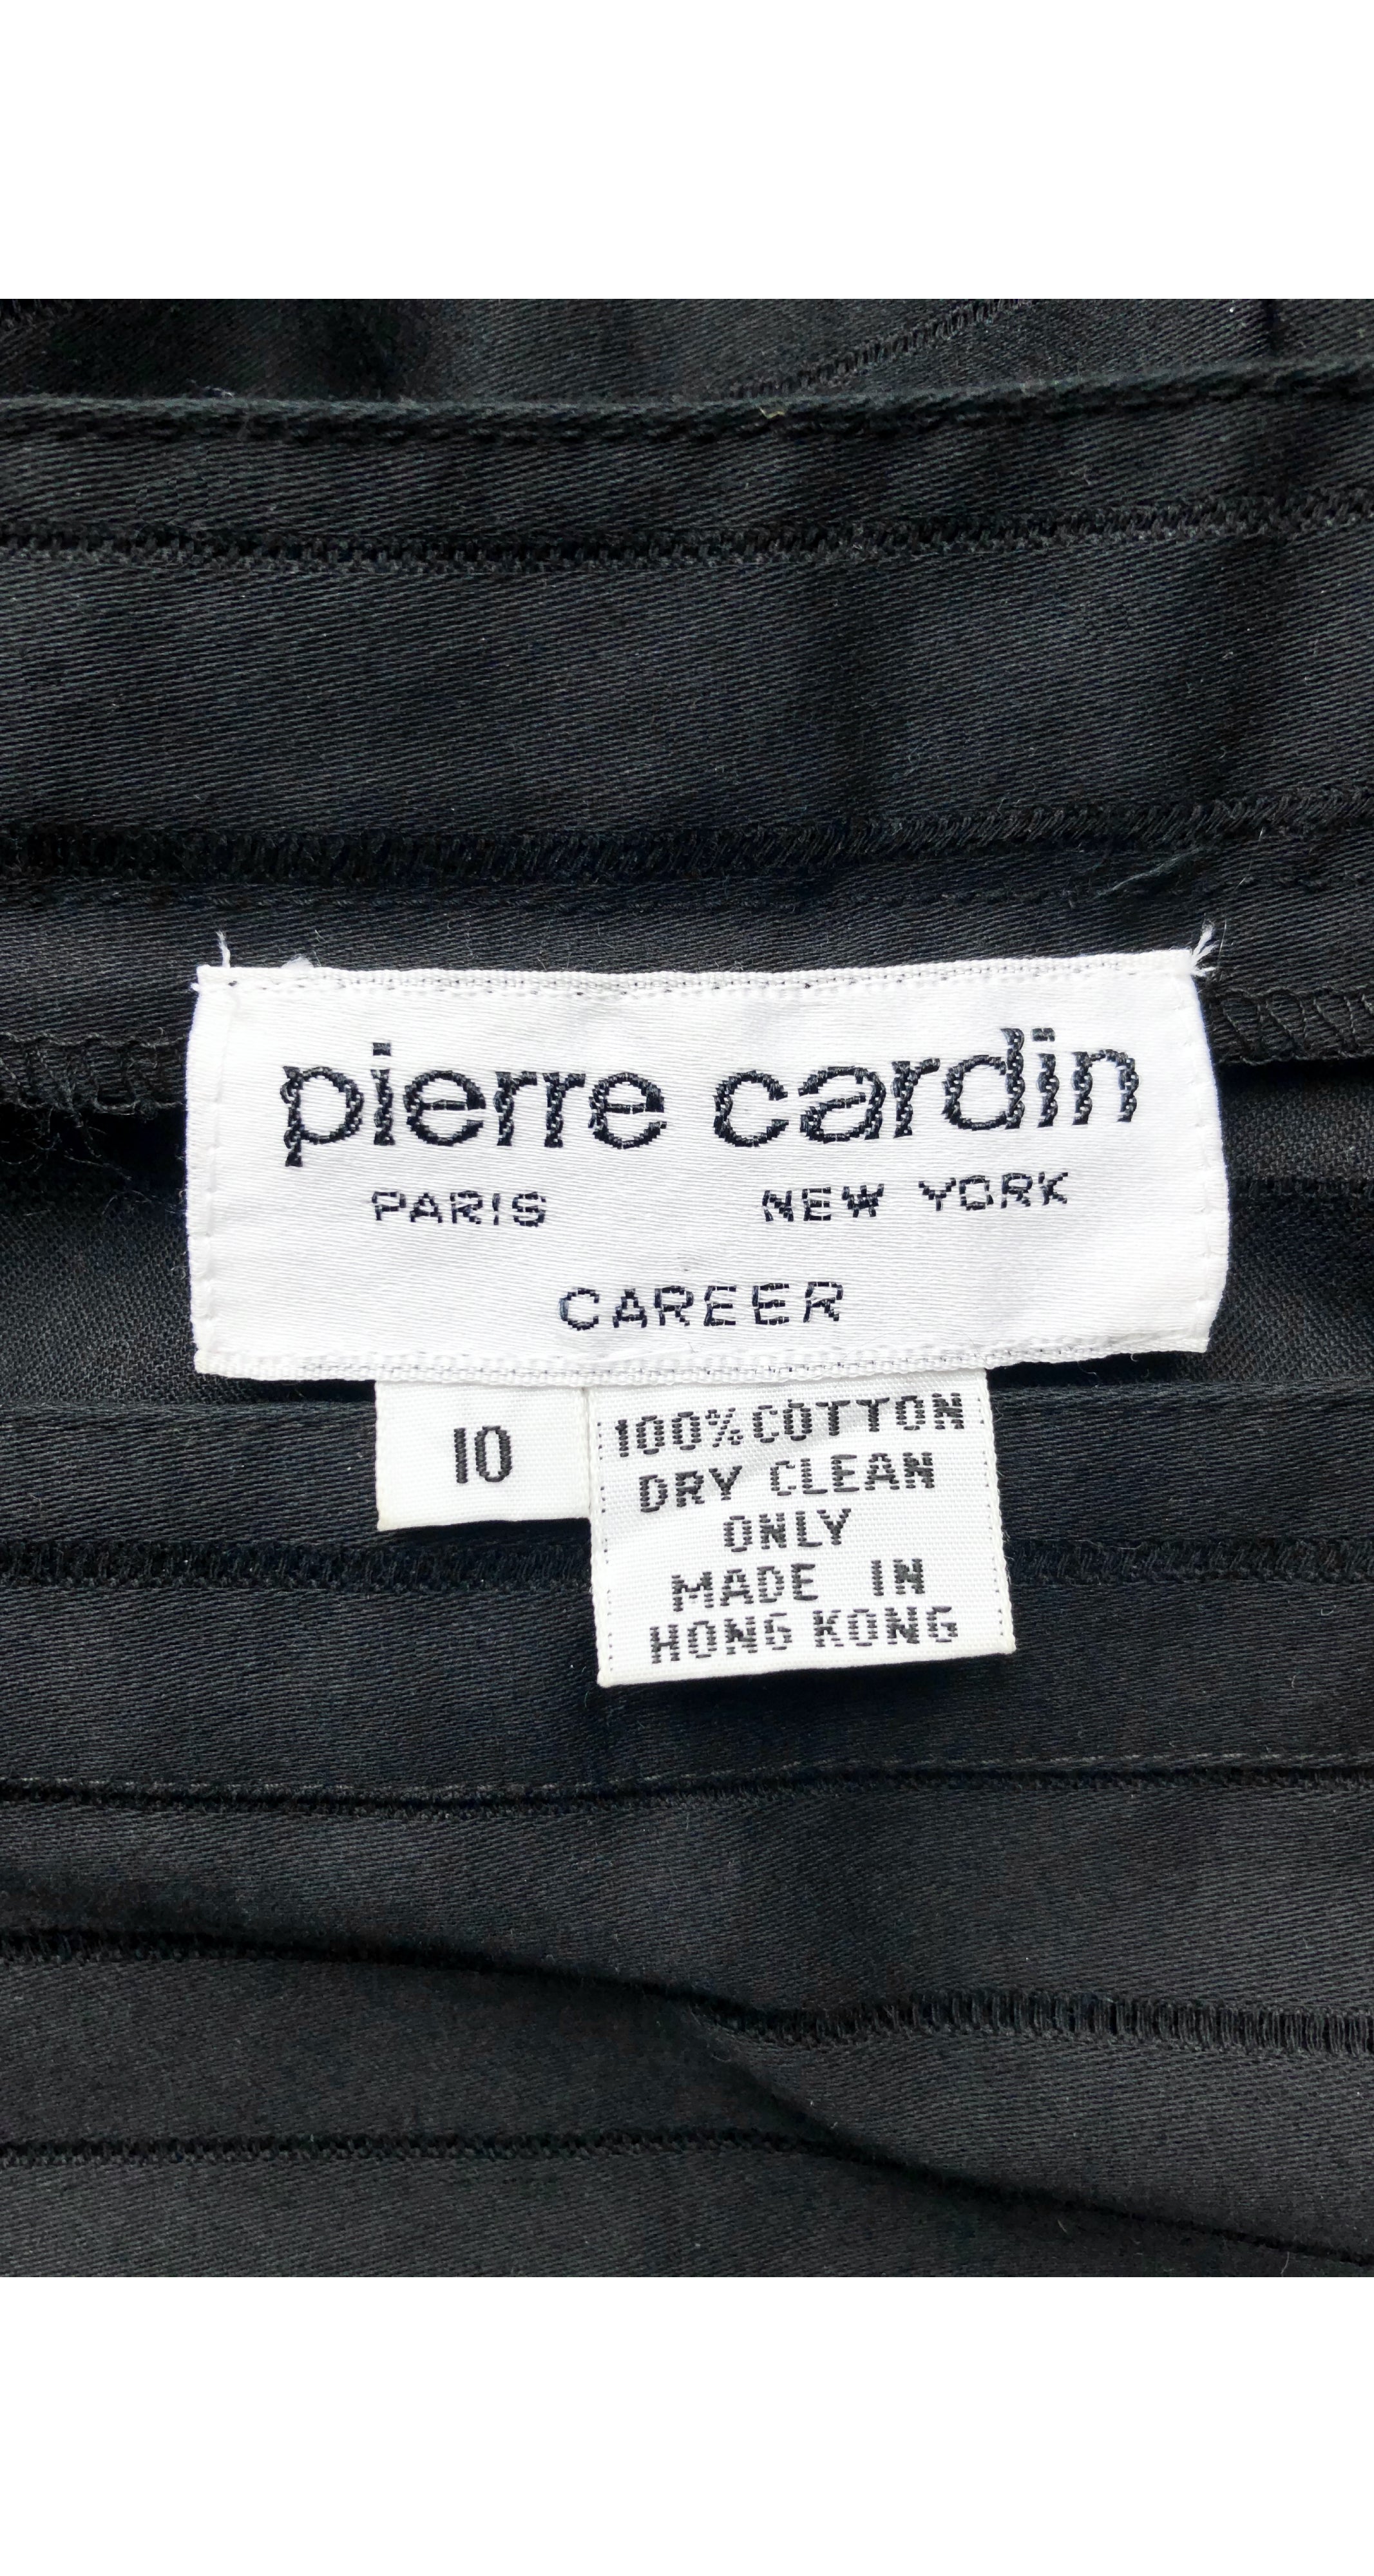 pierre cardin
PARIS NEW YORK
CAREER
10
100% COTTON
DRY CLEAN
ONLY
MADE IN
HONG KONG